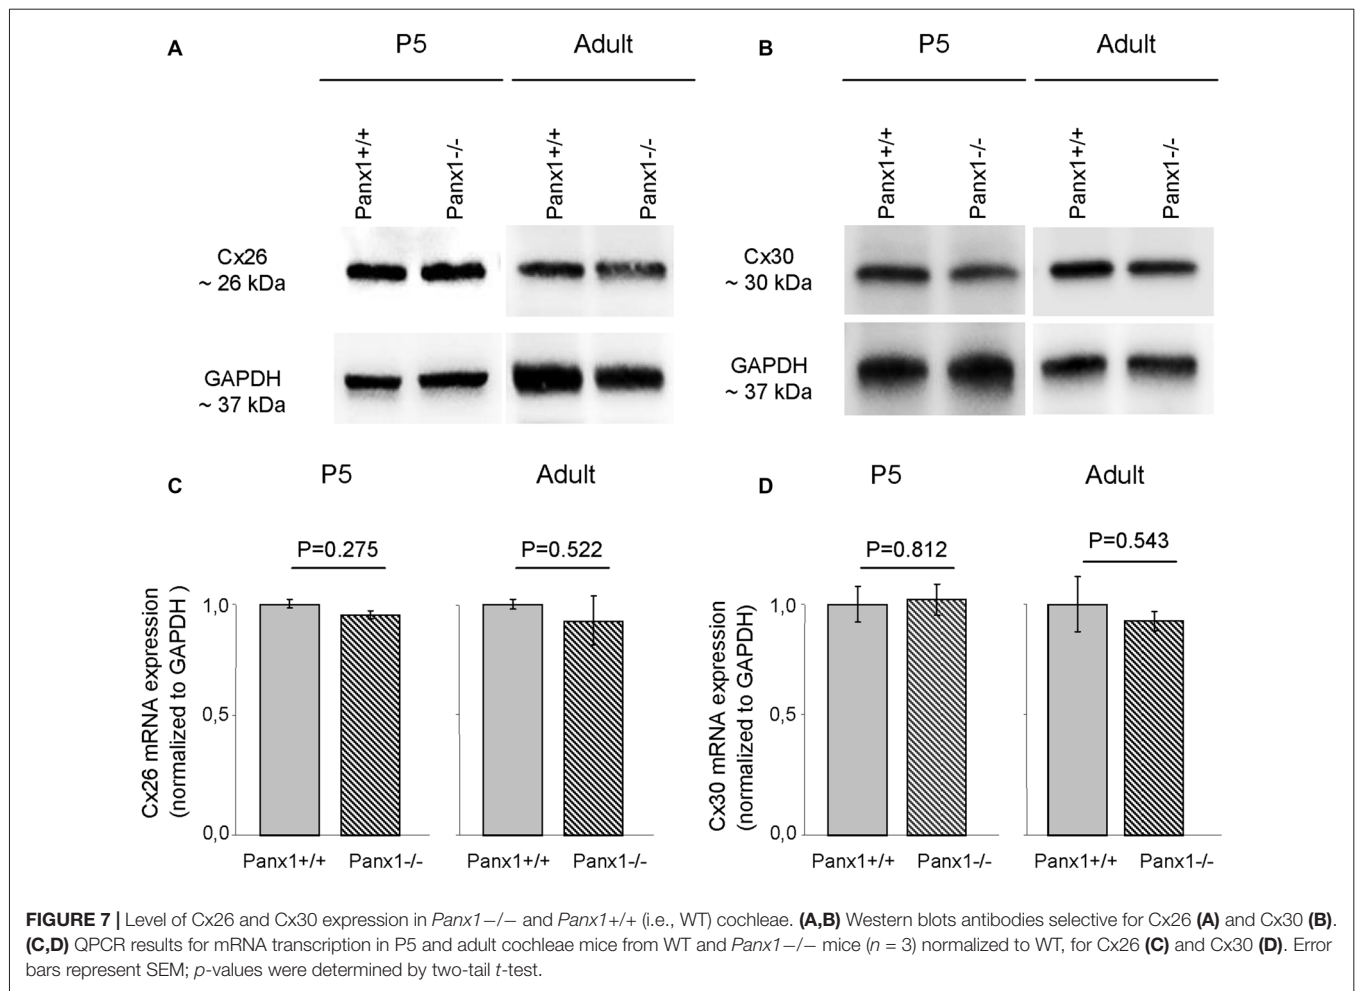 A
P5
Adult
B
P5
Adult
Panx1+/+
Panx1-/-
Panx1+/+
Panx1-/-
Panx1+/+
Panx1-/-
Panx1+/+
Panx1-/-
Cx26
~ 26 kDa
Cx30
~ 30 kDa
GAPDH
~ 37 kDa
GAPDH
~ 37 kDa
C
P5
Adult
D
P5
Adult
P=0.275
P=0.522
P=0.812
P=0.543
Cx26 mRNA expression
(normalized to GAPDH )
1,0
0,5
0,0
Cx30 mRNA expression
(normalized to GAPDH)
1,0
0,5
0,0
Panx1+/+ Panx1-/-
Panx1+/+ Panx1-/-
Panx1+/+ Panx1-/-
Panx1+/+ Panx1-/-
FIGURE 7 | Level of Cx26 and Cx30 expression in Panx1−/− and Panx1+/+ (i.e., WT) cochleae. (A,B) Western blots antibodies selective for Cx26 (A) and Cx30 (B).
(C,D) QPCR results for mRNA transcription in P5 and adult cochleae mice from WT and Panx1−/− mice (n = 3) normalized to WT, for Cx26 (C) and Cx30 (D). Error
bars represent SEM; p-values were determined by two-tail t-test.